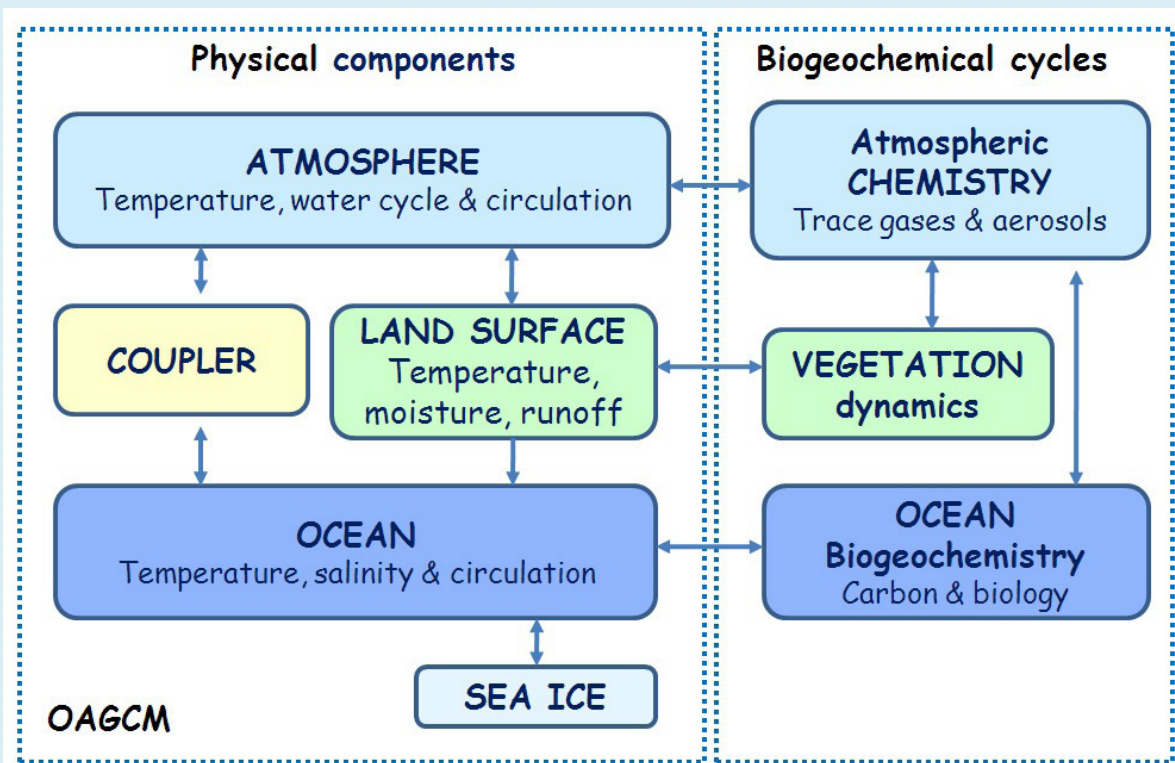 Physical components
ATMOSPHERE
Temperature, water cycle & circulation
COUPLER
LAND SURFACE
Temperature,
moisture, runoff
OCEAN
Temperature, salinity & circulation
SEA ICE
OAGCM
Biogeochemical cycles
Atmospheric
CHEMISTRY
Trace gases & aerosols
VEGETATION
dynamics
OCEAN
Biogeochemistry
Carbon & biology